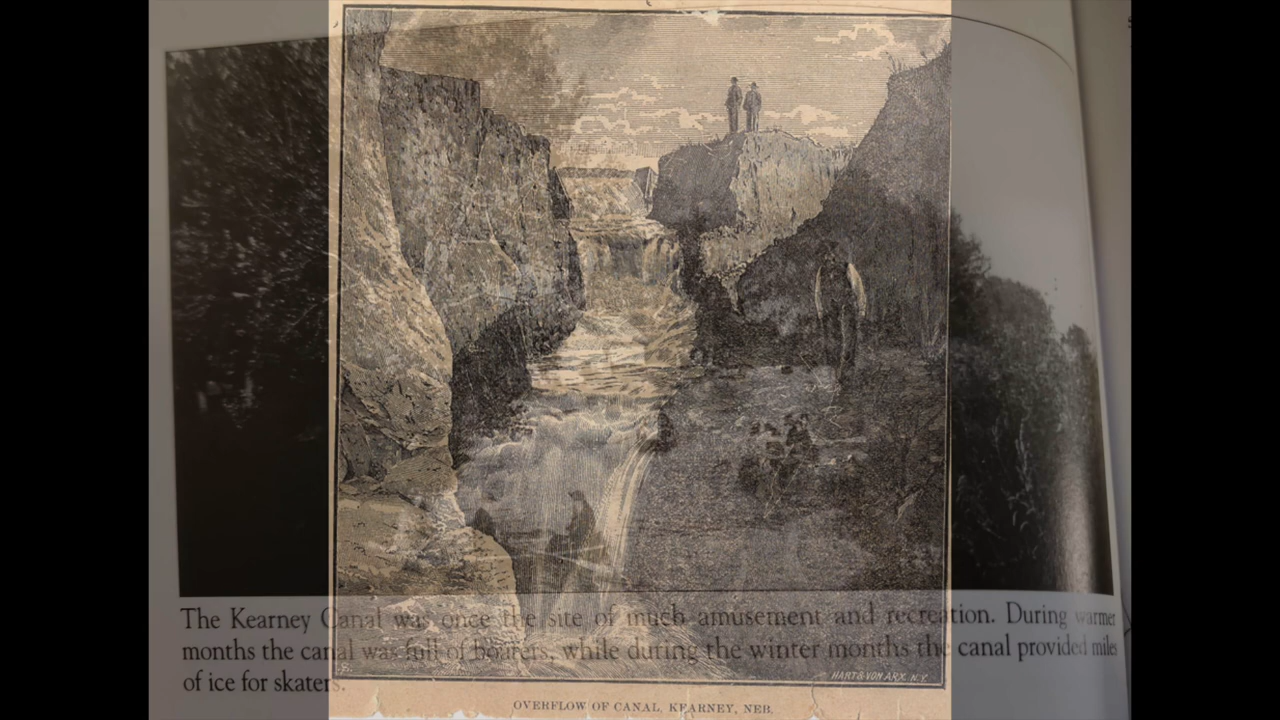 The Kearney Canal was once the site of much amusement and recreation. During warmer
months the canal was full of boaters, while during the winter months the canal provided miles
of ice for skaters.
HART & VON ARX. N.Y.
OVERFLOW OF CANAL, KEARNEY, NEB.